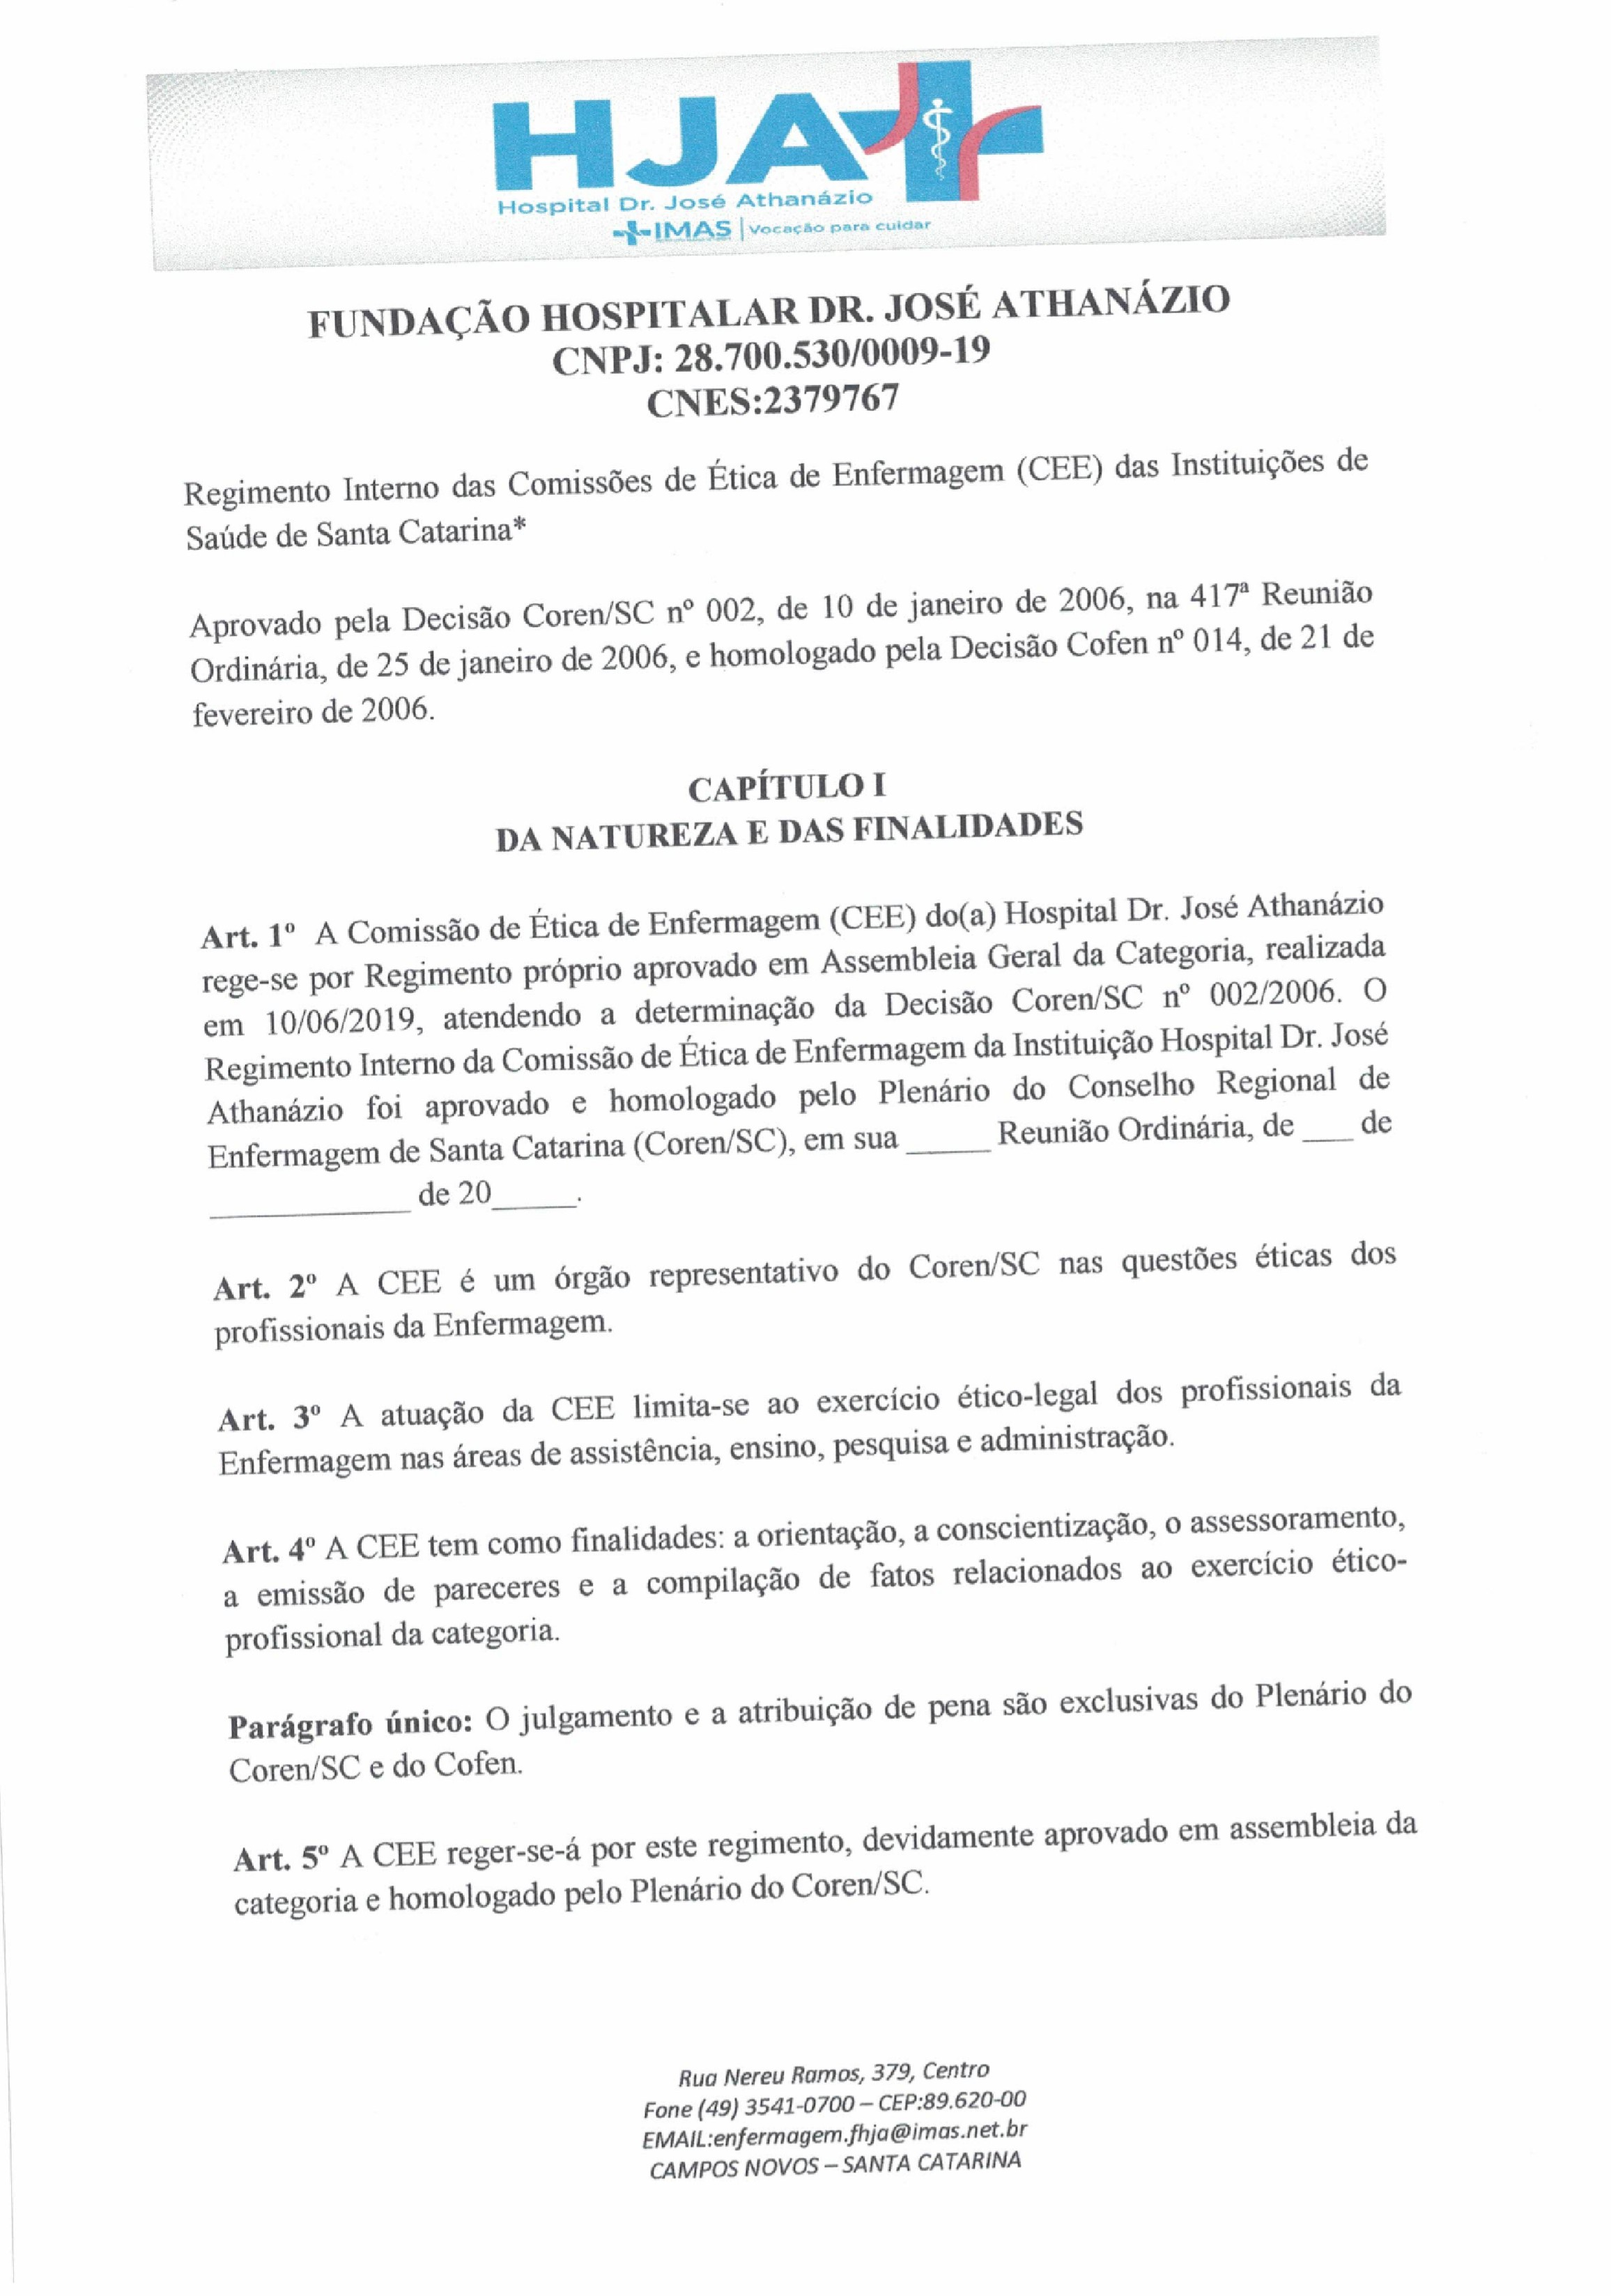 HJA
Hospital Dr. José Athanázio
IMAS | Vocação para cuidar
FUNDAÇÃO HOSPITALAR DR. JOSÉ ATHANÁZIO
CNPJ: 28.700.530/0009-19
CNES:2379767
Regimento Interno das Comissões de Ética de Enfermagem (CEE) das Instituições de
Saúde de Santa Catarina*
Aprovado pela Decisão Coren/SC nº 002, de 10 de janeiro de 2006, na 417ª Reunião
Ordinária, de 25 de janeiro de 2006, e homologado pela Decisão Cofen nº 014, de 21 de
fevereiro de 2006.
CAPÍTULO I
DA NATUREZA E DAS FINALIDADES
Art. 1º A Comissão de Ética de Enfermagem (CEE) do(a) Hospital Dr. José Athanázio
rege-se por Regimento próprio aprovado em Assembleia Geral da Categoria, realizada
em 10/06/2019, atendendo a determinação da Decisão Coren/SC nº 002/2006. O
Regimento Interno da Comissão de Ética de Enfermagem da Instituição Hospital Dr. José
Athanázio foi aprovado e homologado pelo Plenário do Conselho Regional de
Enfermagem de Santa Catarina (Coren/SC), em sua _____ Reunião Ordinária, de ___ de
____________ de 20_____.
Art. 2º A CEE é um órgão representativo do Coren/SC nas questões éticas dos
profissionais da Enfermagem.
Art. 3º A atuação da CEE limita-se ao exercício ético-legal dos profissionais da
Enfermagem nas áreas de assistência, ensino, pesquisa e administração.
Art. 4º A CEE tem como finalidades: a orientação, a conscientização, o assessoramento,
a emissão de pareceres e a compilação de fatos relacionados ao exercício ético-
profissional da categoria.
Parágrafo único: O julgamento e a atribuição de pena são exclusivas do Plenário do
Coren/SC e do Cofen.
Art. 5º A CEE reger-se-á por este regimento, devidamente aprovado em assembleia da
categoria e homologado pelo Plenário do Coren/SC.
Rua Nereu Ramos, 379, Centro
Fone (49) 3541-0700 – CEP:89.620-00
EMAIL:enfermagem.fhja@imas.net.br
CAMPOS NOVOS – SANTA CATARINA